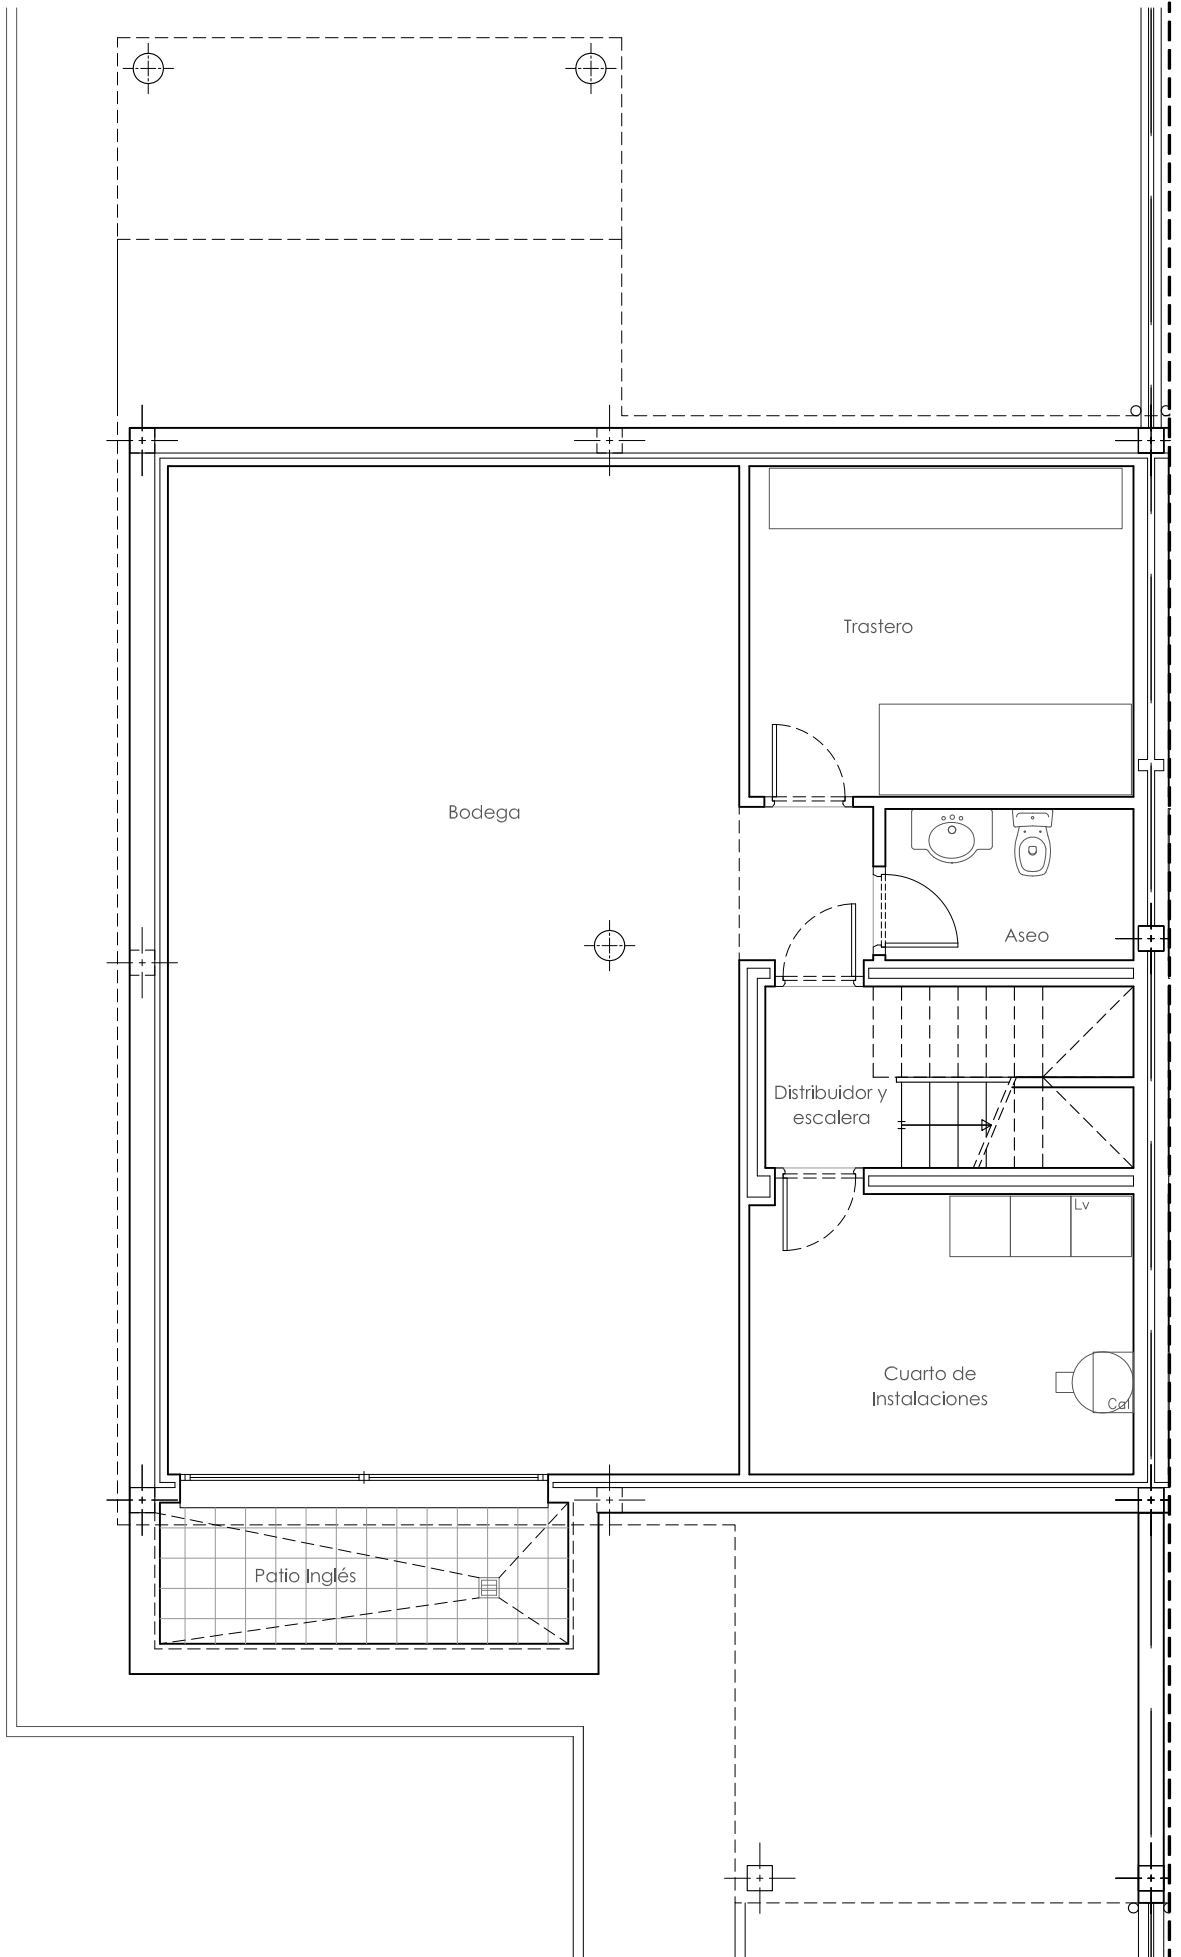 Trastero
Bodega
Aseo
Distribuidor y
escalera
Lv
Cuarto de
Instalaciones
Cal
Patio Inglés